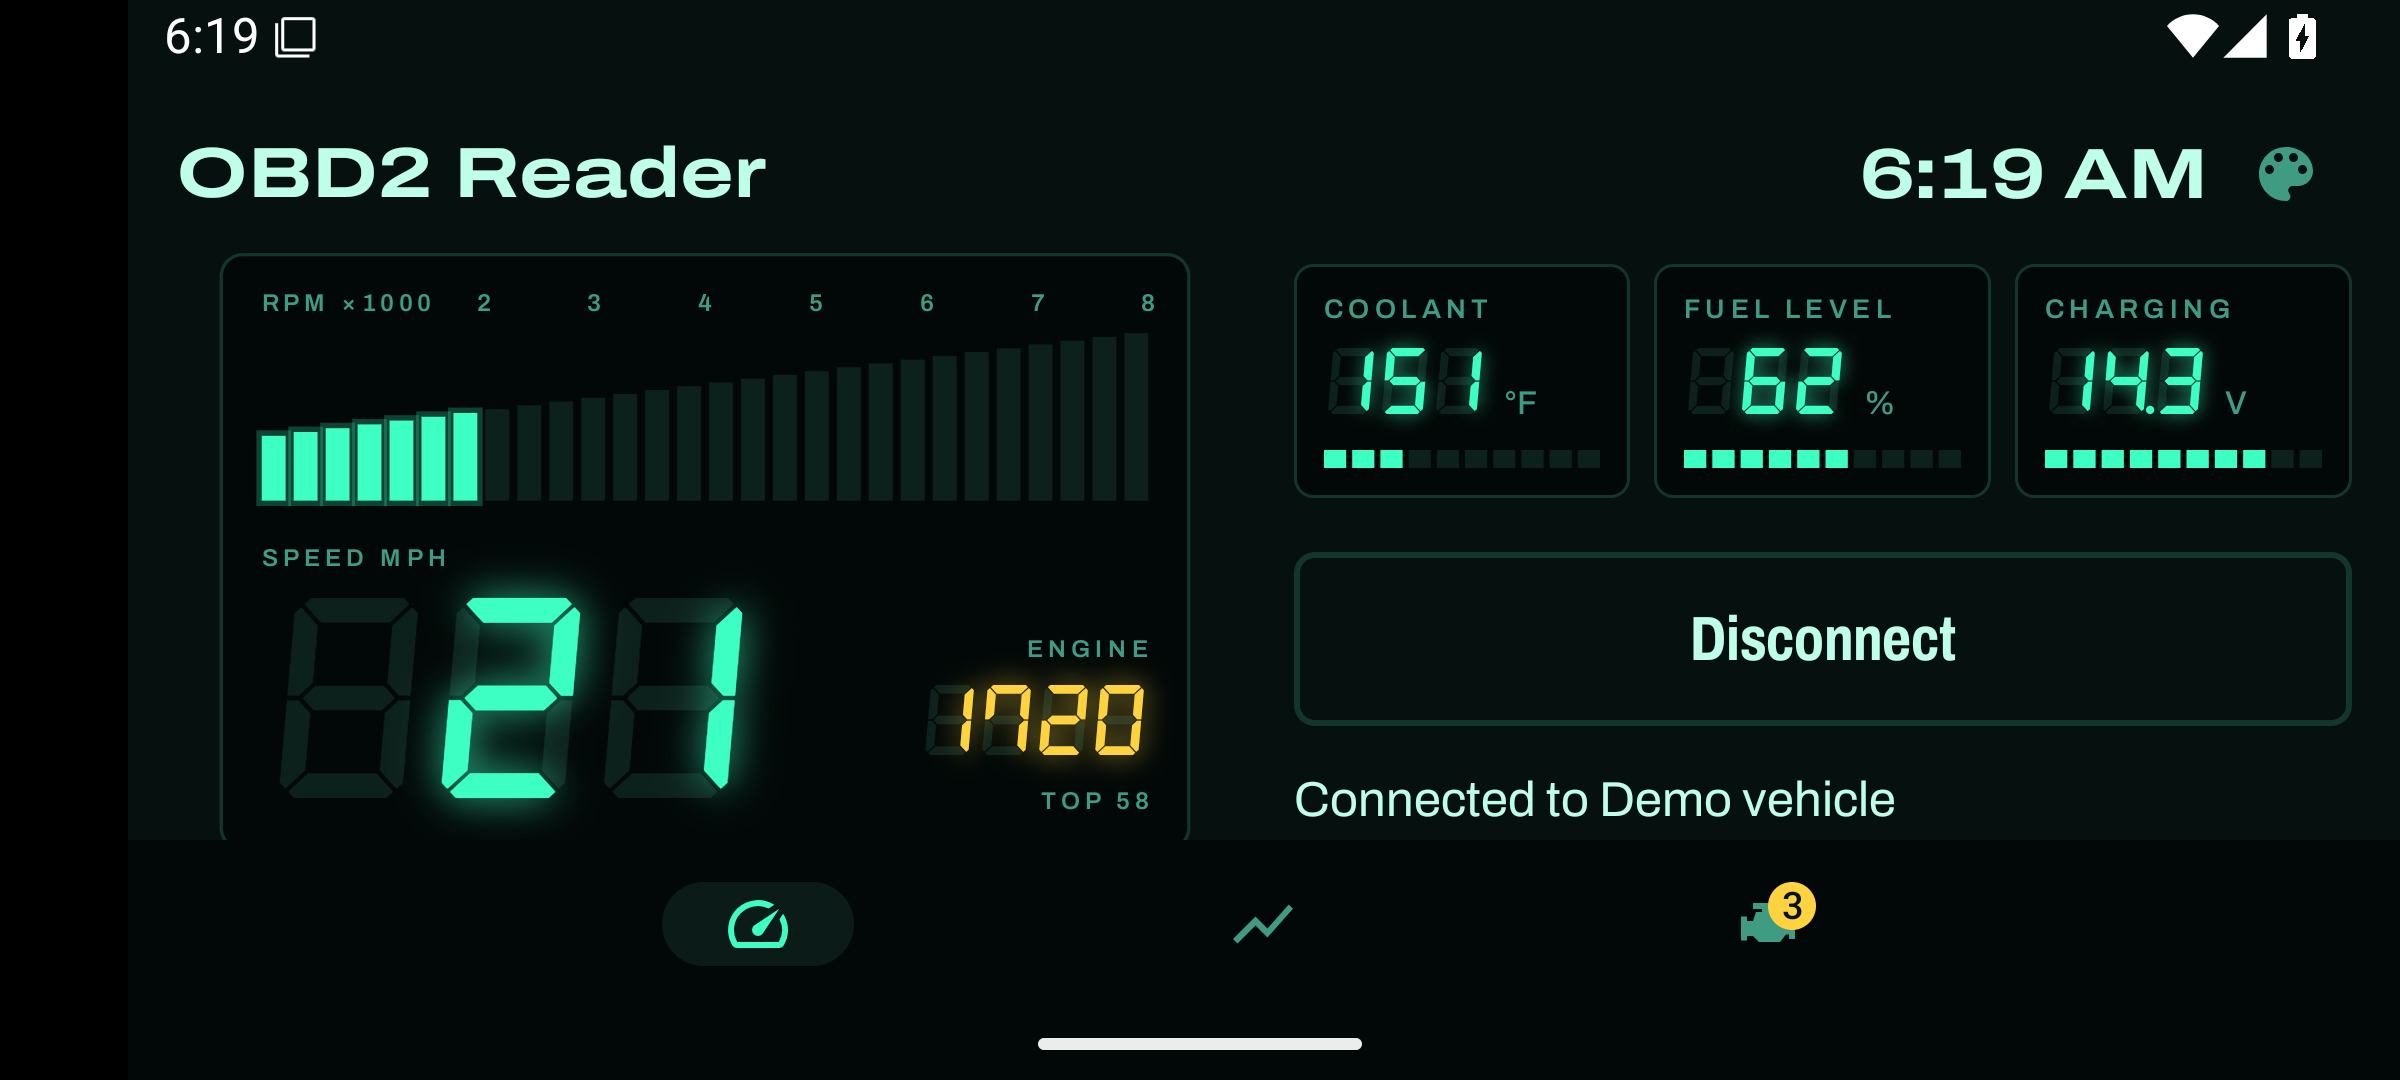 6:19
OBD2 Reader
6:19 AM
RPM ×1000 2 3 4 5 6 7 8
SPEED MPH
21
ENGINE
1720
TOP 58
COOLANT
151 °F
FUEL LEVEL
62 %
CHARGING
14.3 V
Disconnect
Connected to Demo vehicle
3